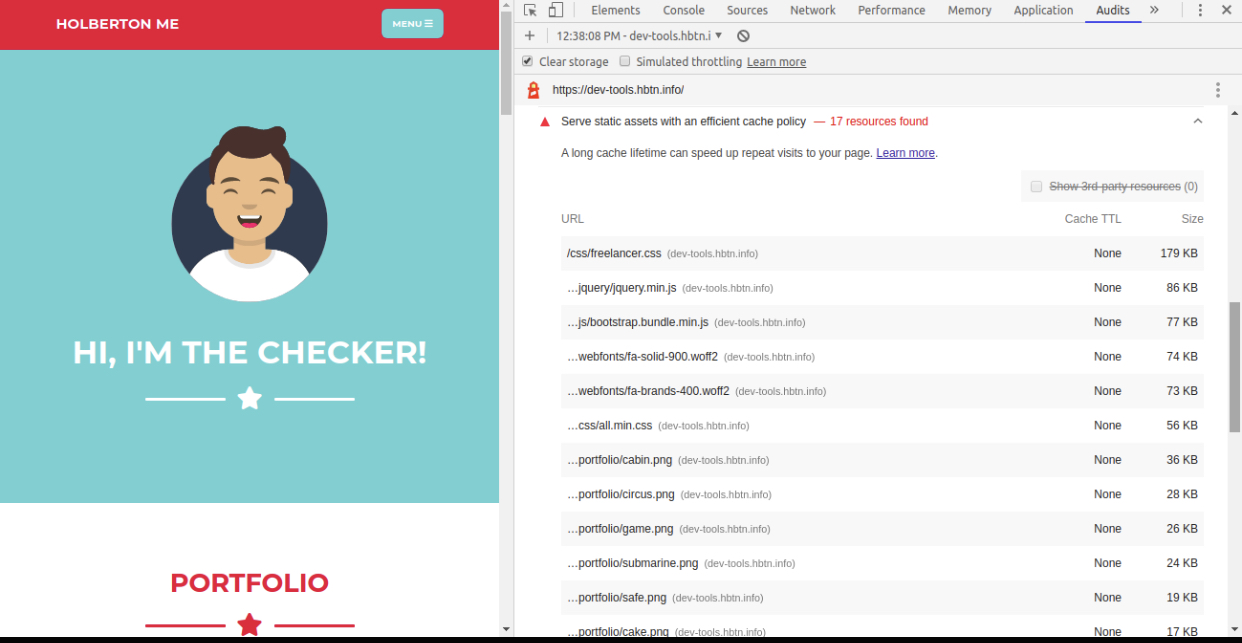 HOLBERTON ME
MENU
HI, I'M THE CHECKER!
PORTFOLIO
Elements Console Sources Network Performance Memory Application Audits »
12:38:08 PM - dev-tools.hbtn.i
Clear storage Simulated throttling Learn more
https://dev-tools.hbtn.info/
Serve static assets with an efficient cache policy — 17 resources found
A long cache lifetime can speed up repeat visits to your page. Learn more.
Show 3rd-party resources (0)
URL Cache TTL Size
/css/freelancer.css (dev-tools.hbtn.info) None 179 KB
…jquery/jquery.min.js (dev-tools.hbtn.info) None 86 KB
…js/bootstrap.bundle.min.js (dev-tools.hbtn.info) None 77 KB
…webfonts/fa-solid-900.woff2 (dev-tools.hbtn.info) None 74 KB
…webfonts/fa-brands-400.woff2 (dev-tools.hbtn.info) None 73 KB
…css/all.min.css (dev-tools.hbtn.info) None 56 KB
…portfolio/cabin.png (dev-tools.hbtn.info) None 36 KB
…portfolio/circus.png (dev-tools.hbtn.info) None 28 KB
…portfolio/game.png (dev-tools.hbtn.info) None 26 KB
…portfolio/submarine.png (dev-tools.hbtn.info) None 24 KB
…portfolio/safe.png (dev-tools.hbtn.info) None 19 KB
…portfolio/cake.png (dev-tools.hbtn.info) None 17 KB